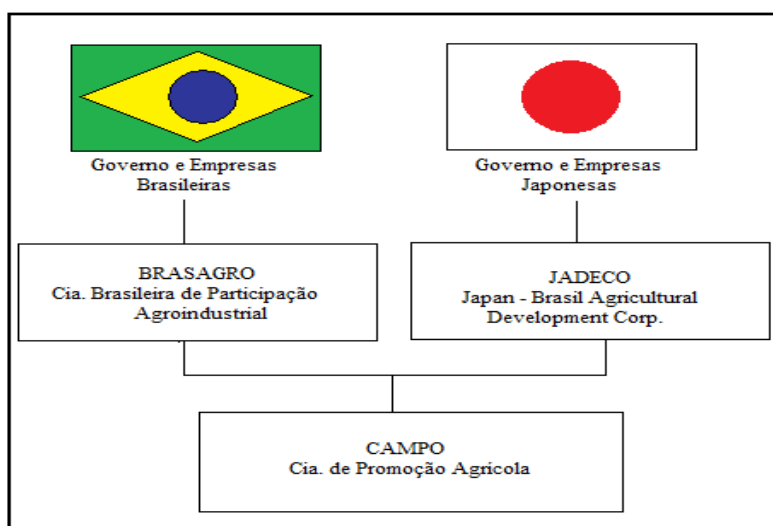 Governo e Empresas
Brasileiras
Governo e Empresas
Japonesas
BRASAGRO
Cia. Brasileira de Participação
Agroindustrial
JADECO
Japan - Brasil Agricultural
Development Corp.
CAMPO
Cia. de Promoção Agricola